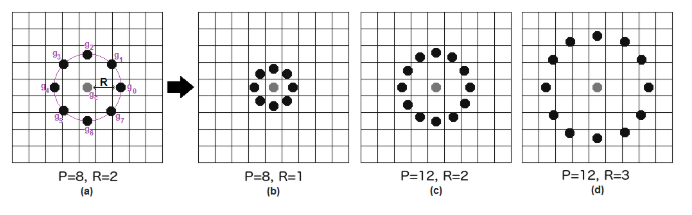 g2
g3
g1
R
g4
g0
gc
g5
g7
g6
P=8, R=2
(a)
P=8, R=1
(b)
P=12, R=2
(c)
P=12, R=3
(d)